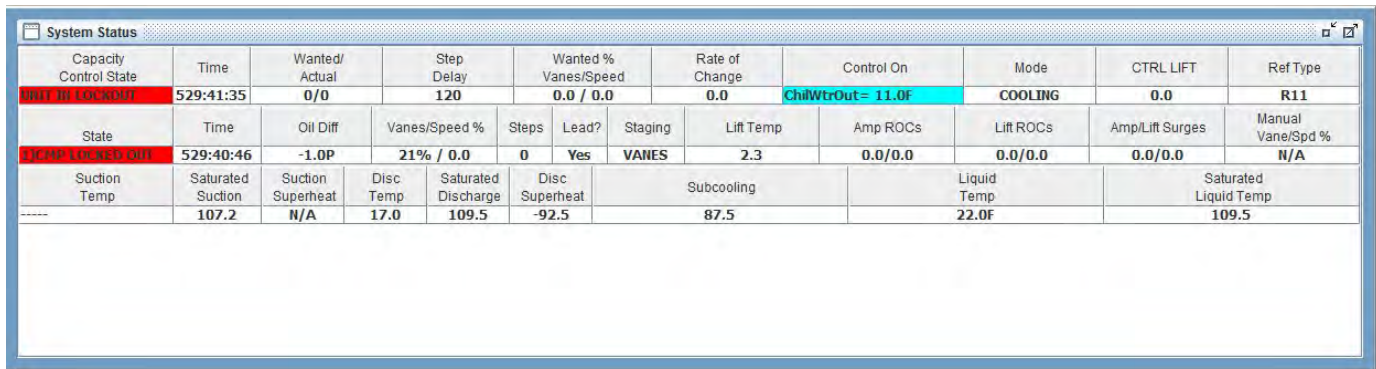 System Status
Capacity Control State Time Wanted/ Actual Step Delay Wanted % Vanes/Speed Rate of Change Control On Mode CTRL LIFT Ref Type
UNIT IN LOCKOUT 529:41:35 0/0 120 0.0 / 0.0 0.0 ChilWtrOut= 11.0F COOLING 0.0 R11
State Time Oil Diff Vanes/Speed % Steps Lead? Staging Lift Temp Amp ROCs Lift ROCs Amp/Lift Surges Manual Vane/Spd %
1)CMP LOCKED OUT 529:40:46 -1.0P 21% / 0.0 0 Yes VANES 2.3 0.0/0.0 0.0/0.0 0.0/0.0 N/A
Suction Temp Saturated Suction Suction Superheat Disc Temp Saturated Discharge Disc Superheat Subcooling Liquid Temp Saturated Liquid Temp
----- 107.2 N/A 17.0 109.5 -92.5 87.5 22.0F 109.5